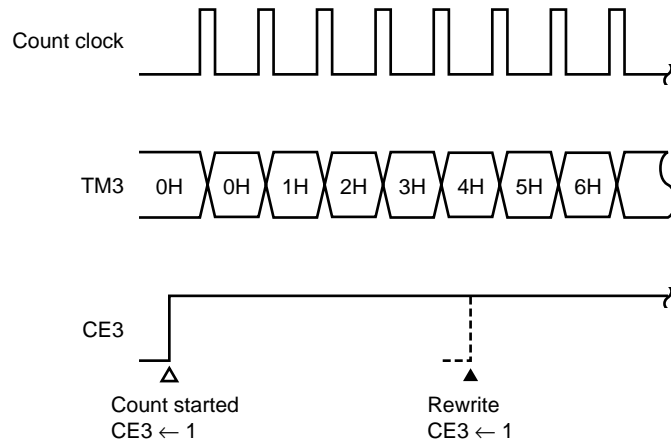 Count clock
TM3 0H 0H 1H 2H 3H 4H 5H 6H
CE3
Count started
CE3 ← 1
Rewrite
CE3 ← 1